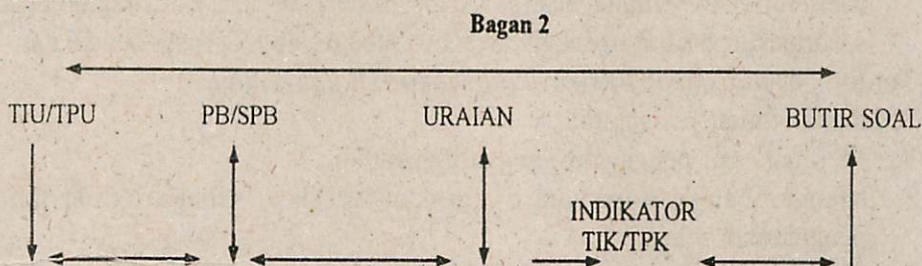 Bagan 2
TIU/TPU PB/SPB URAIAN BUTIR SOAL
INDIKATOR
TIK/TPK